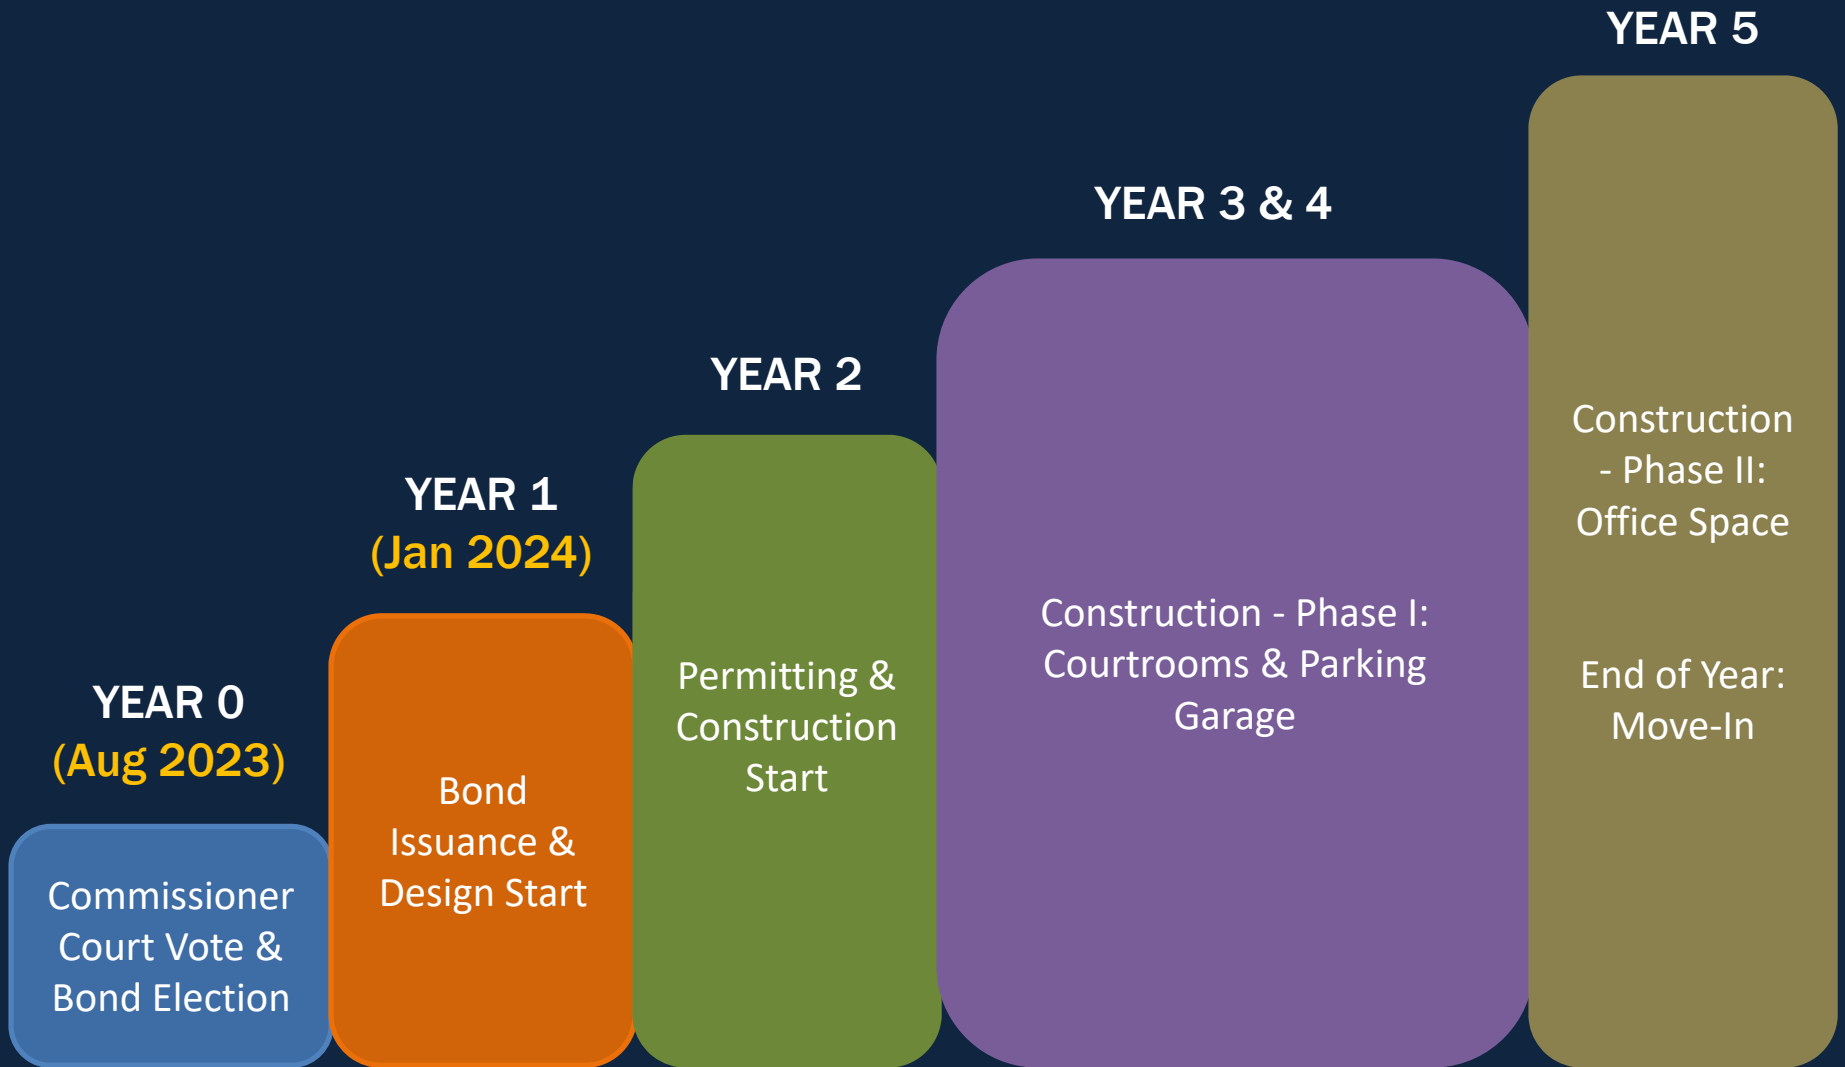 YEAR 0
(Aug 2023)
Commissioner
Court Vote &
Bond Election
YEAR 1
(Jan 2024)
Bond
Issuance &
Design Start
YEAR 2
Permitting &
Construction
Start
YEAR 3 & 4
Construction - Phase I:
Courtrooms & Parking
Garage
YEAR 5
Construction
- Phase II:
Office Space
End of Year:
Move-In